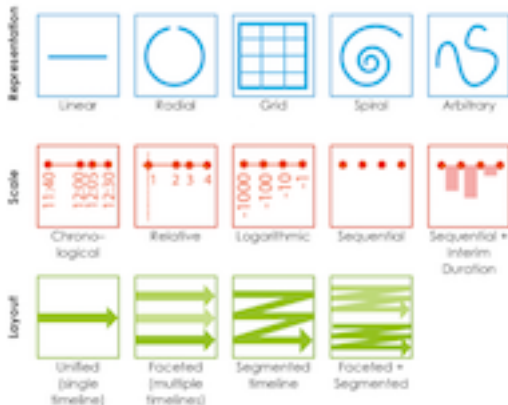 Representation
Linear
Radial
Grid
Spiral
Arbitrary
Scale
11:40
12:00
12:05
12:30
1
2
3
4
-1000
-100
-10
-1
Chrono-
logical
Relative
Logarithmic
Sequential
Sequential +
Interim
Duration
Layout
Unified
(single
timeline)
Faceted
(multiple
timelines)
Segmented
timeline
Faceted +
Segmented